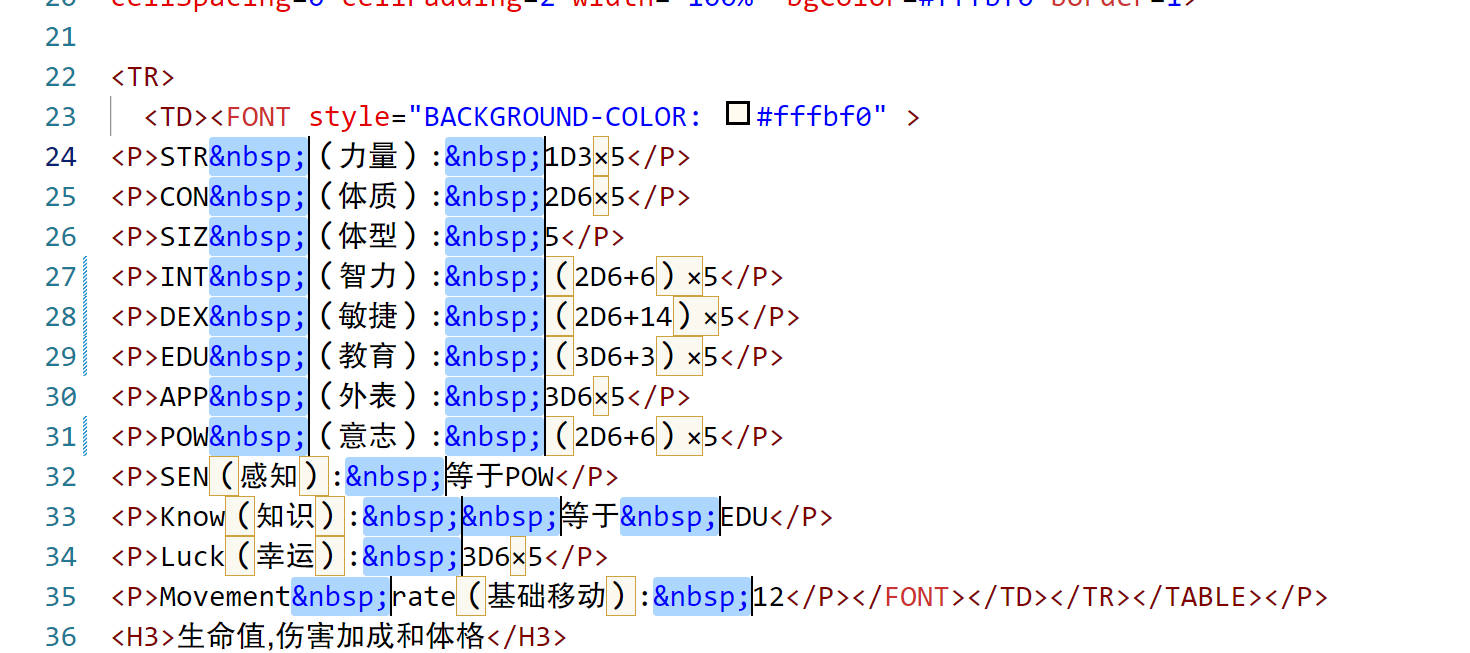 20 cellSpacing=0 cellPadding=2 width="100%" bgColor=#fffbf0 border=1>
21
22 <TR>
23 <TD><FONT style="BACKGROUND-COLOR: #fffbf0" >
24 <P>STR&nbsp;（力量）:&nbsp;1D3×5</P>
25 <P>CON&nbsp;（体质）:&nbsp;2D6×5</P>
26 <P>SIZ&nbsp;（体型）:&nbsp;5</P>
27 <P>INT&nbsp;（智力）:&nbsp;（2D6+6）×5</P>
28 <P>DEX&nbsp;（敏捷）:&nbsp;（2D6+14）×5</P>
29 <P>EDU&nbsp;（教育）:&nbsp;（3D6+3）×5</P>
30 <P>APP&nbsp;（外表）:&nbsp;3D6×5</P>
31 <P>POW&nbsp;（意志）:&nbsp;（2D6+6）×5</P>
32 <P>SEN（感知）:&nbsp;等于POW</P>
33 <P>Know（知识）:&nbsp;&nbsp;等于&nbsp;EDU</P>
34 <P>Luck（幸运）:&nbsp;3D6×5</P>
35 <P>Movement&nbsp;rate（基础移动）:&nbsp;12</P></FONT></TD></TR></TABLE></P>
36 <H3>生命值,伤害加成和体格</H3>